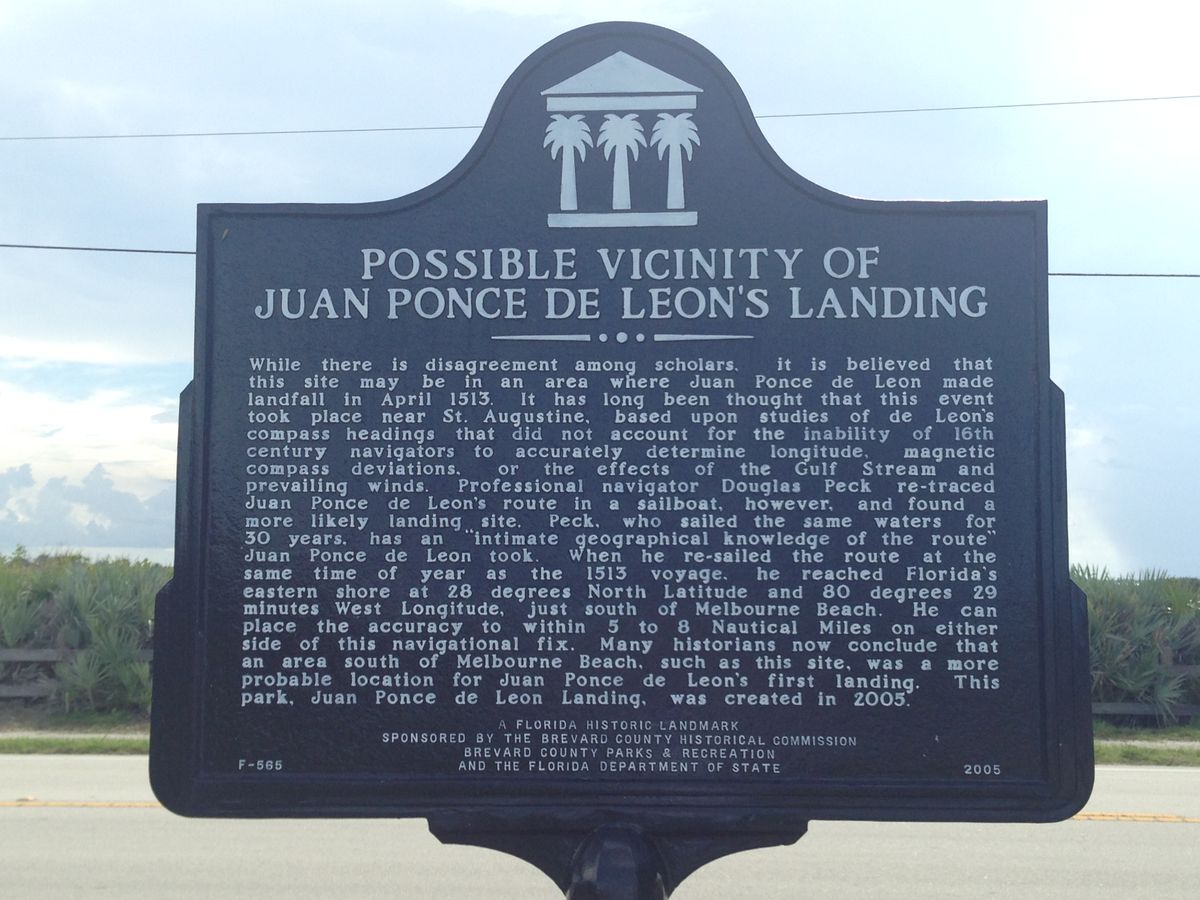 POSSIBLE VICINITY OF
JUAN PONCE DE LEON'S LANDING
While there is disagreement among scholars, it is believed that
this site may be in an area where Juan Ponce de Leon made
landfall in April 1513. It has long been thought that this event
took place near St. Augustine, based upon studies of de Leon's
compass headings that did not account for the inability of 16th
century navigators to accurately determine longitude, magnetic
compass deviations, or the effects of the Gulf Stream and
prevailing winds. Professional navigator Douglas Peck re-traced
Juan Ponce de Leon's route in a sailboat, however, and found a
more likely landing site. Peck, who sailed the same waters for
30 years, has an "intimate geographical knowledge of the route"
Juan Ponce de Leon took. When he re-sailed the route at the
same time of year as the 1513 voyage, he reached Florida's
eastern shore at 28 degrees North Latitude and 80 degrees 29
minutes West Longitude, just south of Melbourne Beach. He can
place the accuracy to within 5 to 8 Nautical Miles on either
side of this navigational fix. Many historians now conclude that
an area south of Melbourne Beach, such as this site, was a more
probable location for Juan Ponce de Leon's first landing. This
park, Juan Ponce de Leon Landing, was created in 2005.
A FLORIDA HISTORIC LANDMARK
SPONSORED BY THE BREVARD COUNTY HISTORICAL COMMISSION
BREVARD COUNTY PARKS & RECREATION
AND THE FLORIDA DEPARTMENT OF STATE
F-565 2005